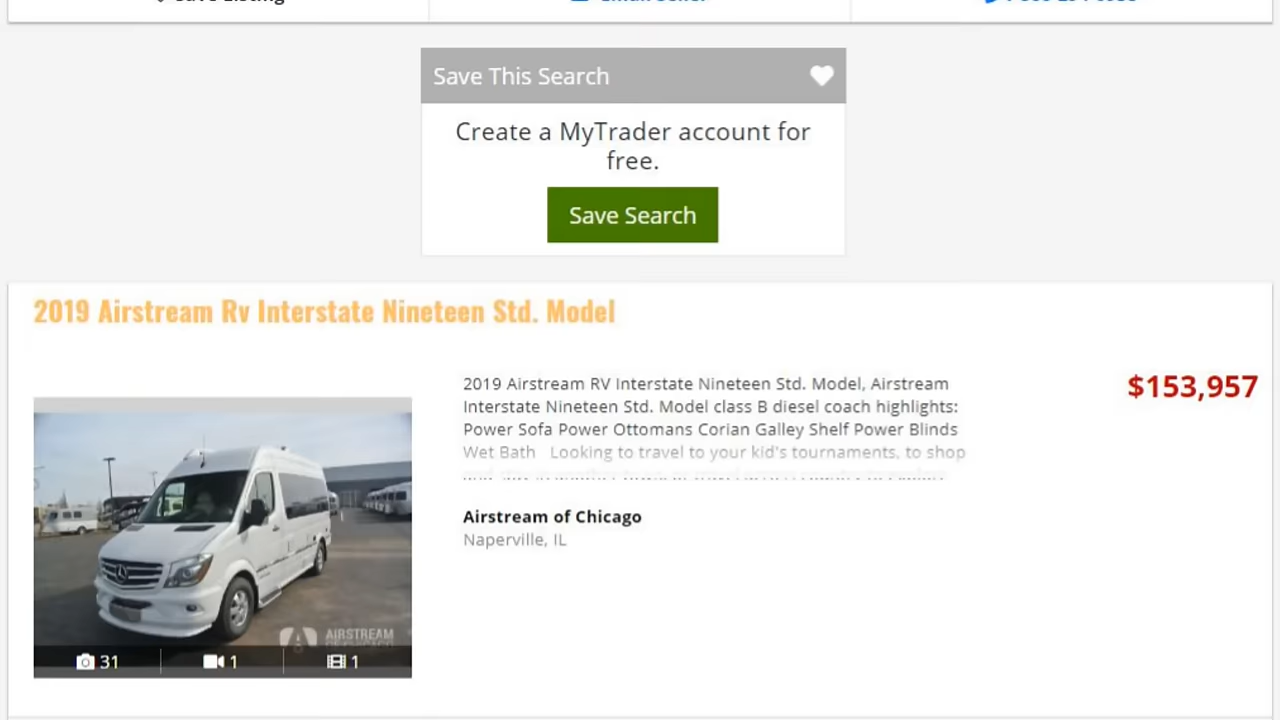 Save This Search
Create a MyTrader account for
free.
Save Search
2019 Airstream Rv Interstate Nineteen Std. Model
2019 Airstream RV Interstate Nineteen Std. Model, Airstream
Interstate Nineteen Std. Model class B diesel coach highlights:
Power Sofa Power Ottomans Corian Galley Shelf Power Blinds
Wet Bath Looking to travel to your kid's tournaments, to shop
$153,957
Airstream of Chicago
Naperville, IL
AIRSTREAM
31
1
1